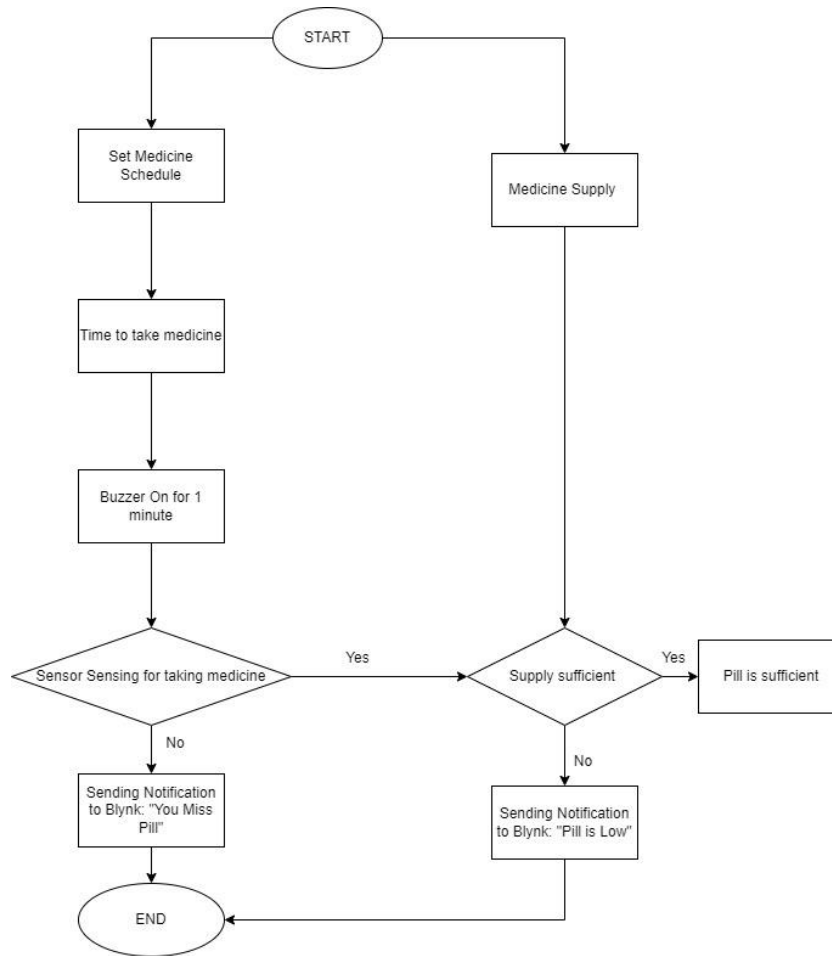 START
Set Medicine
Schedule
Medicine Supply
Time to take medicine
Buzzer On for 1
minute
Sensor Sensing for taking medicine
Yes
Supply sufficient
Yes
Pill is sufficient
No
No
Sending Notification
to Blynk: "You Miss
Pill"
Sending Notification
to Blynk: "Pill is Low"
END